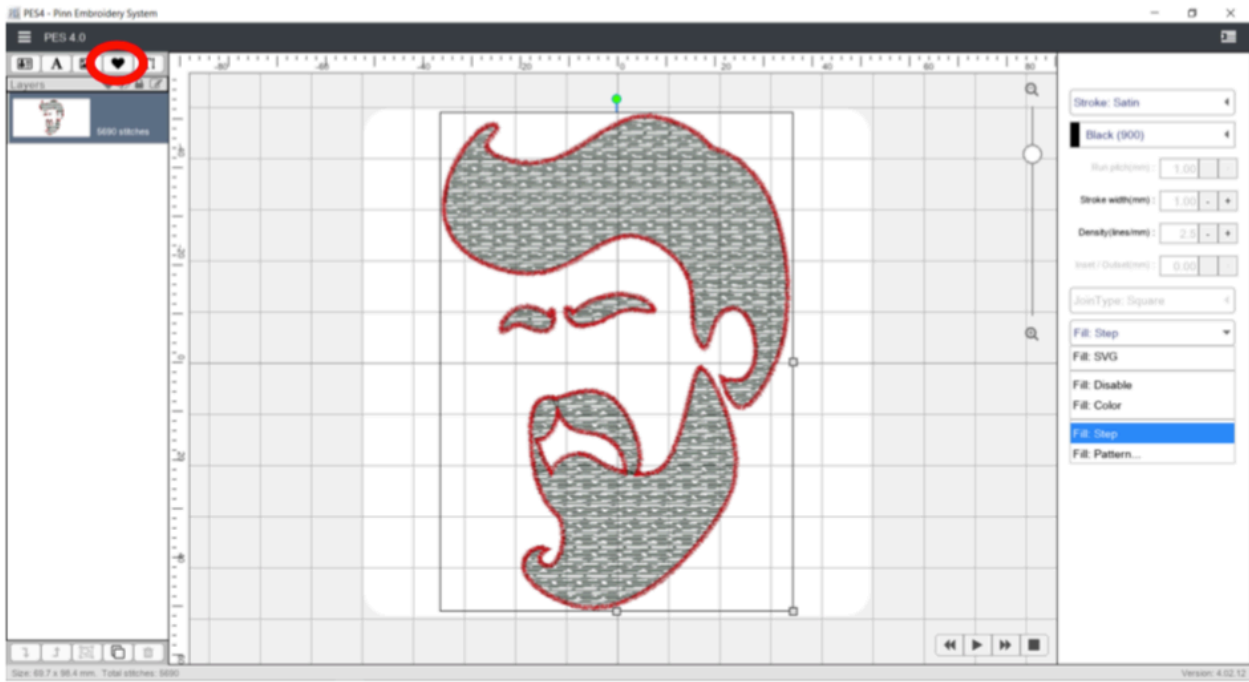 PES4 - Pinn Embroidery System
PES 4.0
A
Layers
5690 stitches
Stroke: Satin
Black (900)
Run pitch(mm) : 1.00
Stroke width(mm) : 1.00 - +
Density(lines/mm) : 2.5 - +
Inset / Outset(mm) : 0.00
JoinType: Square
Fill: Step
Fill: SVG
Fill: Disable
Fill: Color
Fill: Step
Fill: Pattern...
Size: 68.7 x 98.4 mm. Total stitches: 5690
Version: 4.02.12